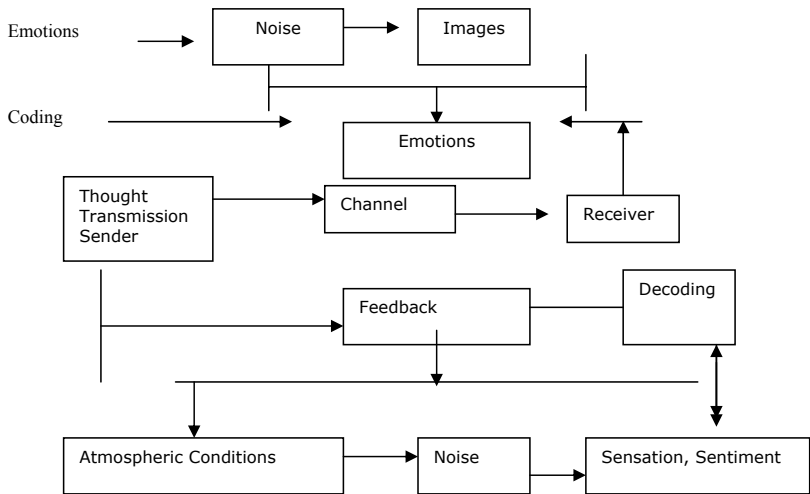 Emotions
Noise
Images
Coding
Emotions
Thought
Transmission
Sender
Channel
Receiver
Feedback
Decoding
Atmospheric Conditions
Noise
Sensation, Sentiment